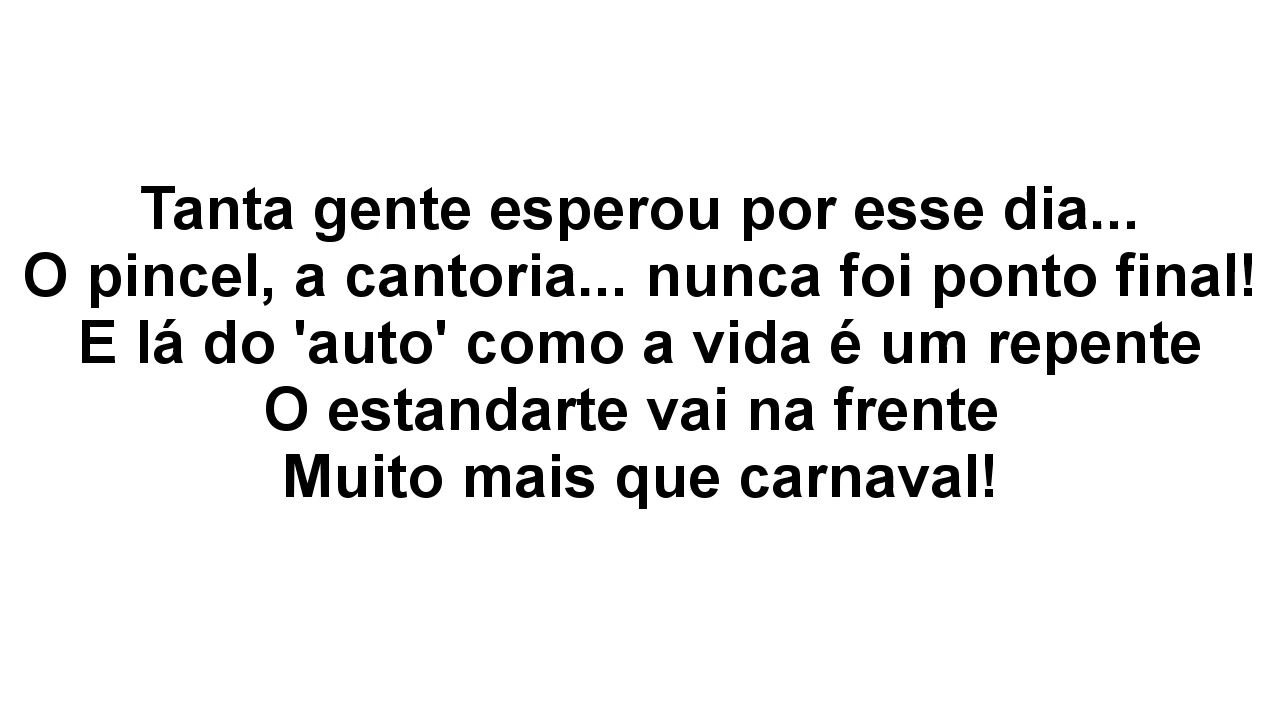 Tanta gente esperou por esse dia...
O pincel, a cantoria... nunca foi ponto final!
E lá do 'auto' como a vida é um repente
O estandarte vai na frente
Muito mais que carnaval!